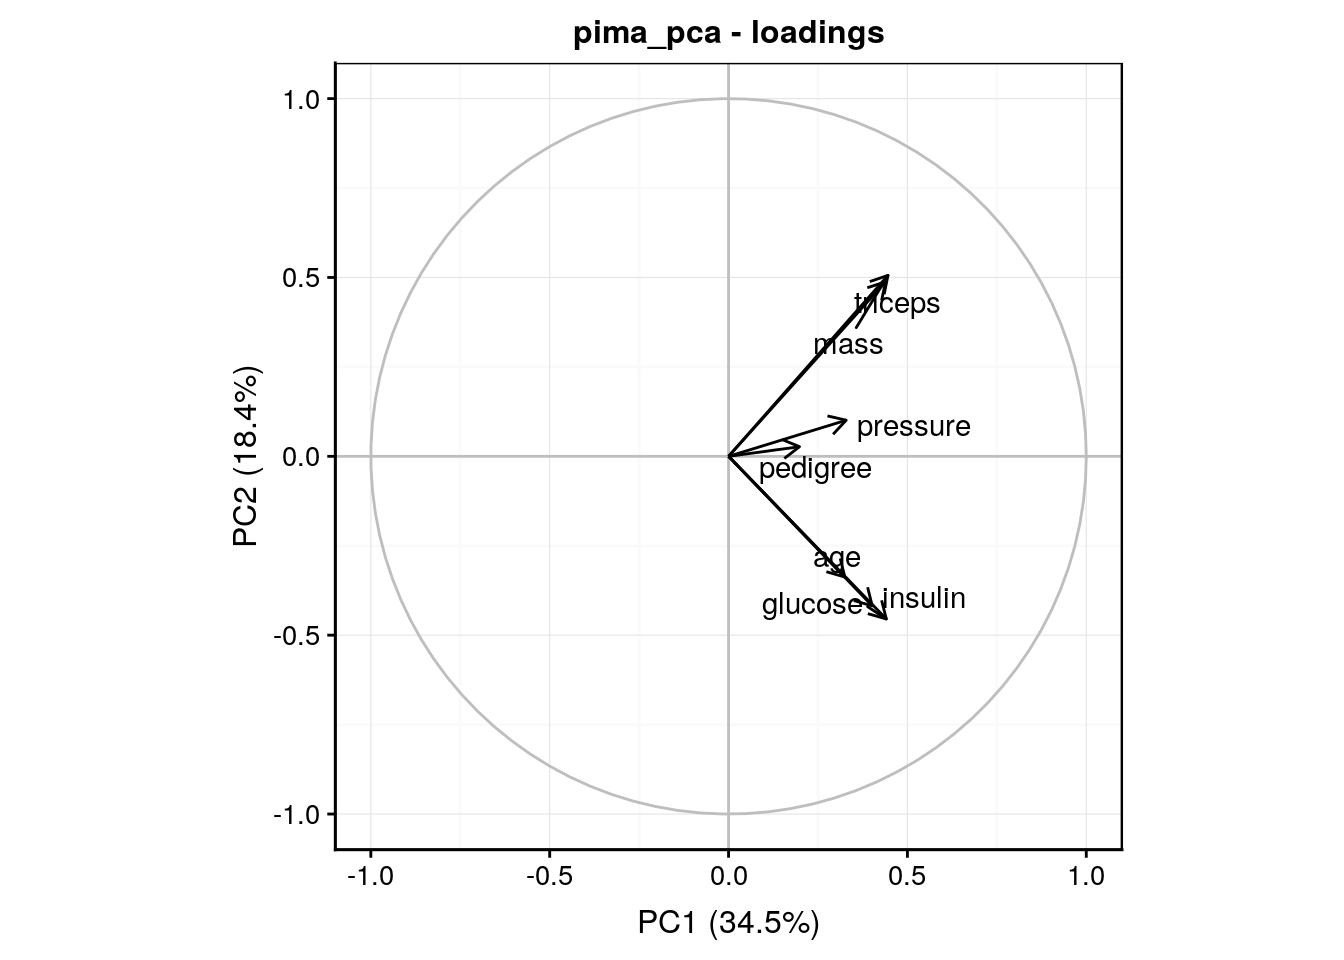 pima_pca - loadings
1.0
0.5
0.0
-0.5
-1.0
PC2 (18.4%)
triceps
mass
pressure
pedigree
age
glucose
insulin
-1.0
-0.5
0.0
0.5
1.0
PC1 (34.5%)